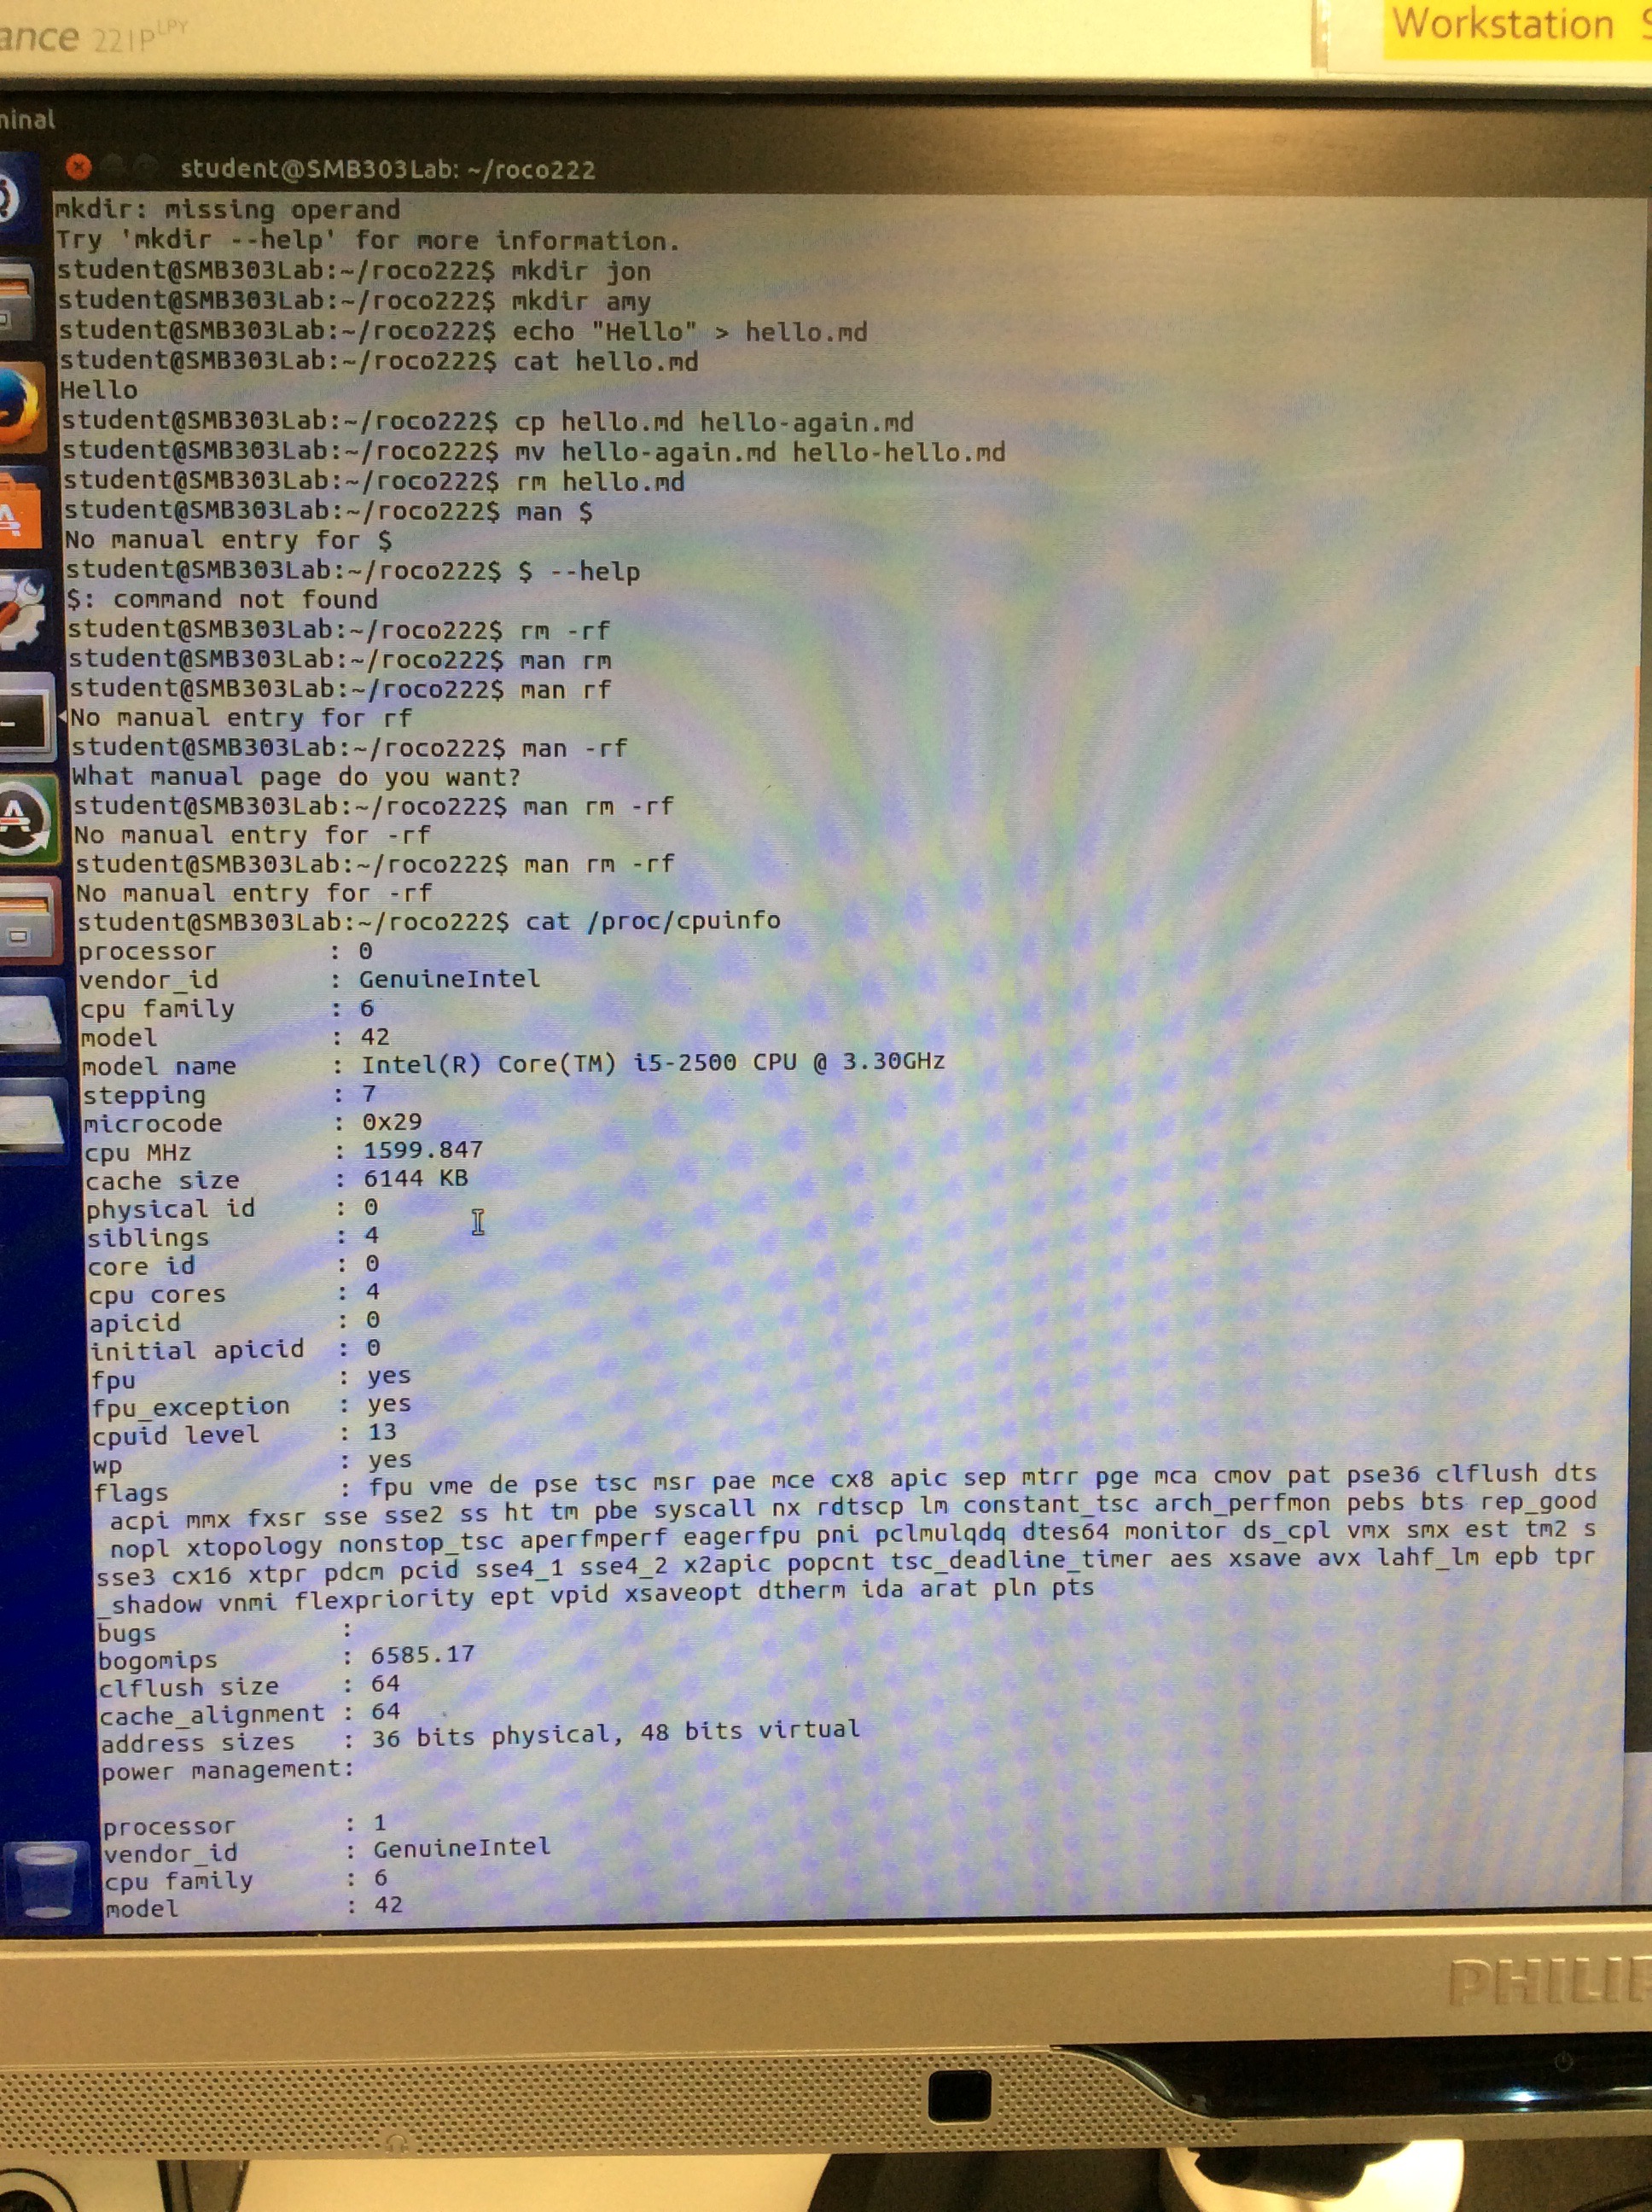 221P LPY
Workstation
student@SMB303Lab: ~/roco222
mkdir: missing operand
Try 'mkdir --help' for more information.
student@SMB303Lab:~/roco222$ mkdir jon
student@SMB303Lab:~/roco222$ mkdir amy
student@SMB303Lab:~/roco222$ echo "Hello" > hello.md
student@SMB303Lab:~/roco222$ cat hello.md
Hello
student@SMB303Lab:~/roco222$ cp hello.md hello-again.md
student@SMB303Lab:~/roco222$ mv hello-again.md hello-hello.md
student@SMB303Lab:~/roco222$ rm hello.md
student@SMB303Lab:~/roco222$ man $
No manual entry for $
student@SMB303Lab:~/roco222$ $ --help
$: command not found
student@SMB303Lab:~/roco222$ rm -rf
student@SMB303Lab:~/roco222$ man rm
student@SMB303Lab:~/roco222$ man rf
No manual entry for rf
student@SMB303Lab:~/roco222$ man -rf
What manual page do you want?
student@SMB303Lab:~/roco222$ man rm -rf
No manual entry for -rf
student@SMB303Lab:~/roco222$ man rm -rf
No manual entry for -rf
student@SMB303Lab:~/roco222$ cat /proc/cpuinfo
processor : 0
vendor_id : GenuineIntel
cpu family : 6
model : 42
model name : Intel(R) Core(TM) i5-2500 CPU @ 3.30GHz
stepping : 7
microcode : 0x29
cpu MHz : 1599.847
cache size : 6144 KB
physical id : 0
siblings : 4
core id : 0
cpu cores : 4
apicid : 0
initial apicid : 0
fpu : yes
fpu_exception : yes
cpuid level : 13
wp : yes
flags : fpu vme de pse tsc msr pae mce cx8 apic sep mtrr pge mca cmov pat pse36 clflush dts
acpi mmx fxsr sse sse2 ss ht tm pbe syscall nx rdtscp lm constant_tsc arch_perfmon pebs bts rep_good
nopl xtopology nonstop_tsc aperfmperf eagerfpu pni pclmulqdq dtes64 monitor ds_cpl vmx smx est tm2 s
sse3 cx16 xtpr pdcm pcid sse4_1 sse4_2 x2apic popcnt tsc_deadline_timer aes xsave avx lahf_lm epb tpr
_shadow vnmi flexpriority ept vpid xsaveopt dtherm ida arat pln pts
bugs :
bogomips : 6585.17
clflush size : 64
cache_alignment : 64
address sizes : 36 bits physical, 48 bits virtual
power management:
processor : 1
vendor_id : GenuineIntel
cpu family : 6
model : 42